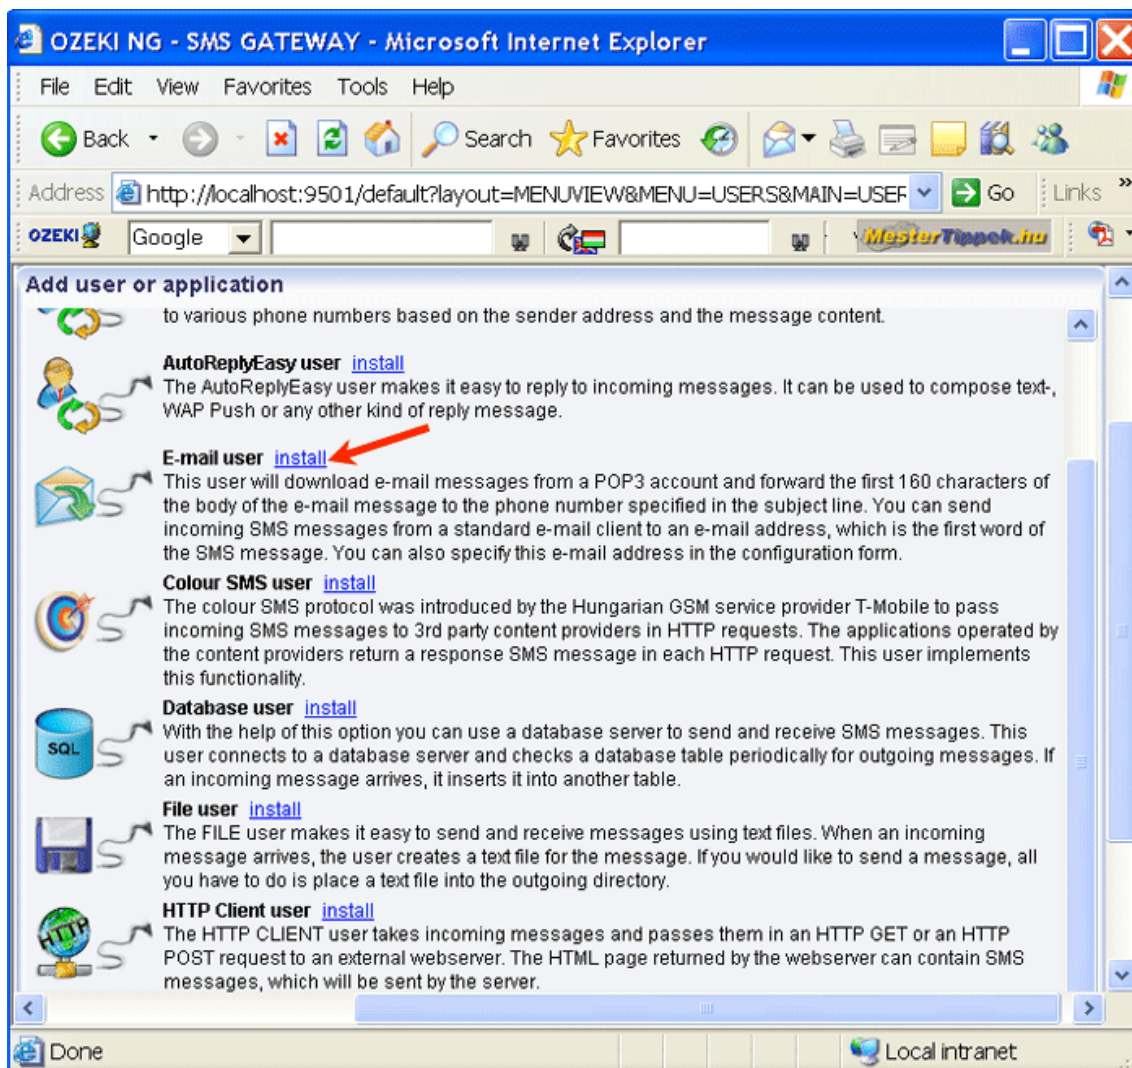 OZEKI NG - SMS GATEWAY - Microsoft Internet Explorer
File Edit View Favorites Tools Help
Back Search Favorites
Address http://localhost:9501/default?layout=MENUVIEW&MENU=USERS&MAIN=USER Go Links »
OZEKI Google MesterTippek.hu
Add user or application
to various phone numbers based on the sender address and the message content.
AutoReplyEasy user install
The AutoReplyEasy user makes it easy to reply to incoming messages. It can be used to compose text-,
WAP Push or any other kind of reply message.
E-mail user install
This user will download e-mail messages from a POP3 account and forward the first 160 characters of
the body of the e-mail message to the phone number specified in the subject line. You can send
incoming SMS messages from a standard e-mail client to an e-mail address, which is the first word of
the SMS message. You can also specify this e-mail address in the configuration form.
Colour SMS user install
The colour SMS protocol was introduced by the Hungarian GSM service provider T-Mobile to pass
incoming SMS messages to 3rd party content providers in HTTP requests. The applications operated by
the content providers return a response SMS message in each HTTP request. This user implements
this functionality.
Database user install
SQL
With the help of this option you can use a database server to send and receive SMS messages. This
user connects to a database server and checks a database table periodically for outgoing messages. If
an incoming message arrives, it inserts it into another table.
File user install
The FILE user makes it easy to send and receive messages using text files. When an incoming
message arrives, the user creates a text file for the message. If you would like to send a message, all
you have to do is place a text file into the outgoing directory.
HTTP Client user install
HTTP
The HTTP CLIENT user takes incoming messages and passes them in an HTTP GET or an HTTP
POST request to an external webserver. The HTML page returned by the webserver can contain SMS
messages, which will be sent by the server.
Done Local intranet